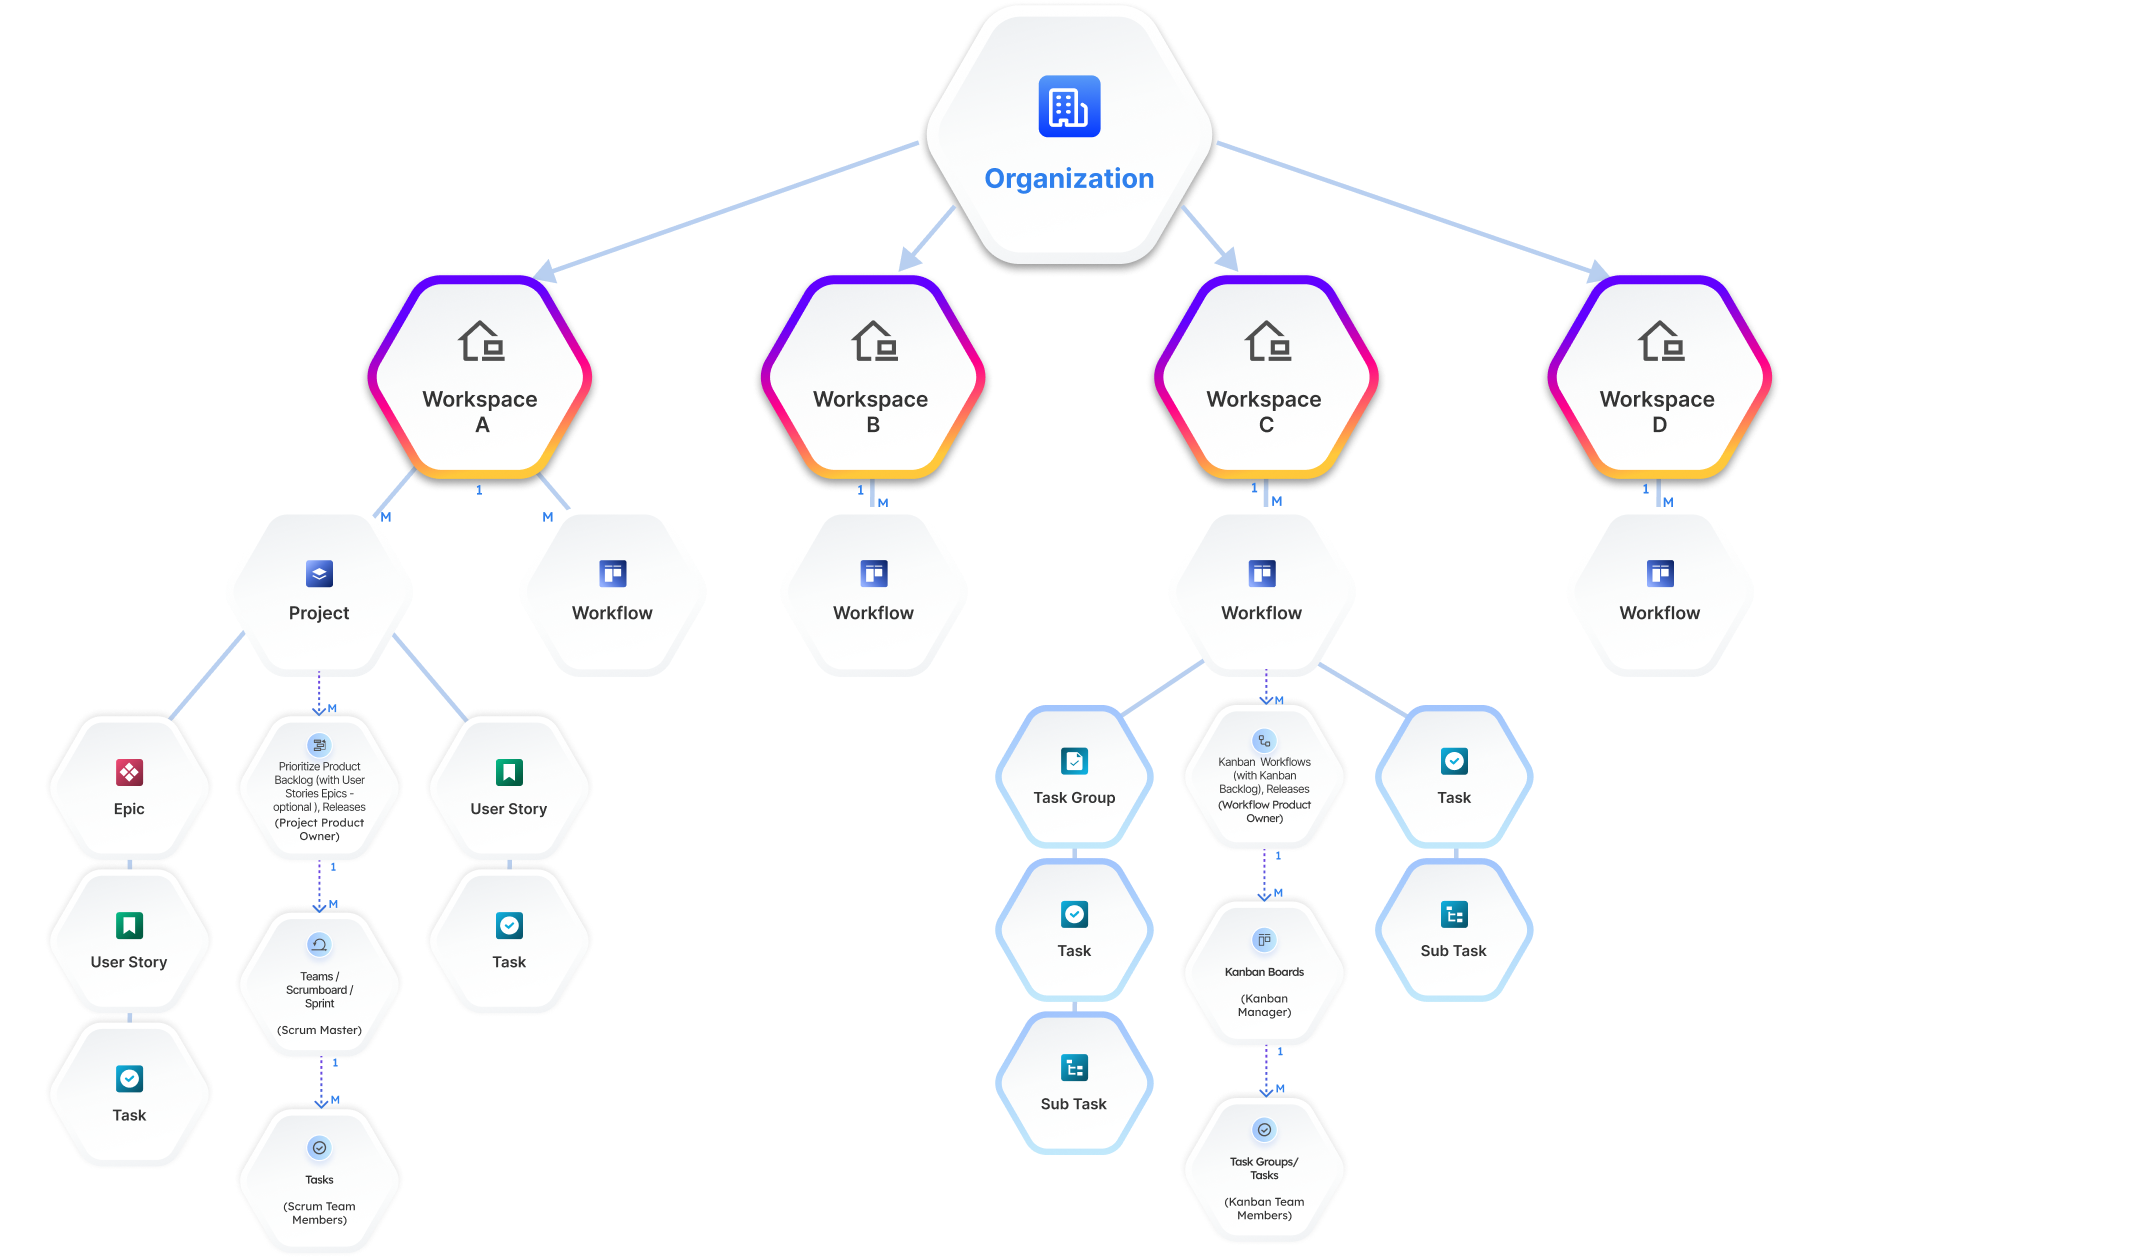 Organization
Workspace
A
Workspace
B
Workspace
C
Workspace
D
1
M
M
1
M
1
M
1
M
Project
Workflow
Workflow
Workflow
Workflow
M
M
Epic
Prioritize Product
Backlog (with User
Stories Epics -
optional ), Releases
(Project Product
Owner)
User Story
Task Group
Kanban Workflows
(with Kanban
Backlog), Releases
(Workflow Product
Owner)
Task
1
M
1
M
User Story
Teams /
Scrumboard /
Sprint
(Scrum Master)
Task
Task
Kanban Boards
(Kanban
Manager)
Sub Task
1
M
1
M
Task
Tasks
(Scrum Team
Members)
Sub Task
Task Groups/
Tasks
(Kanban Team
Members)